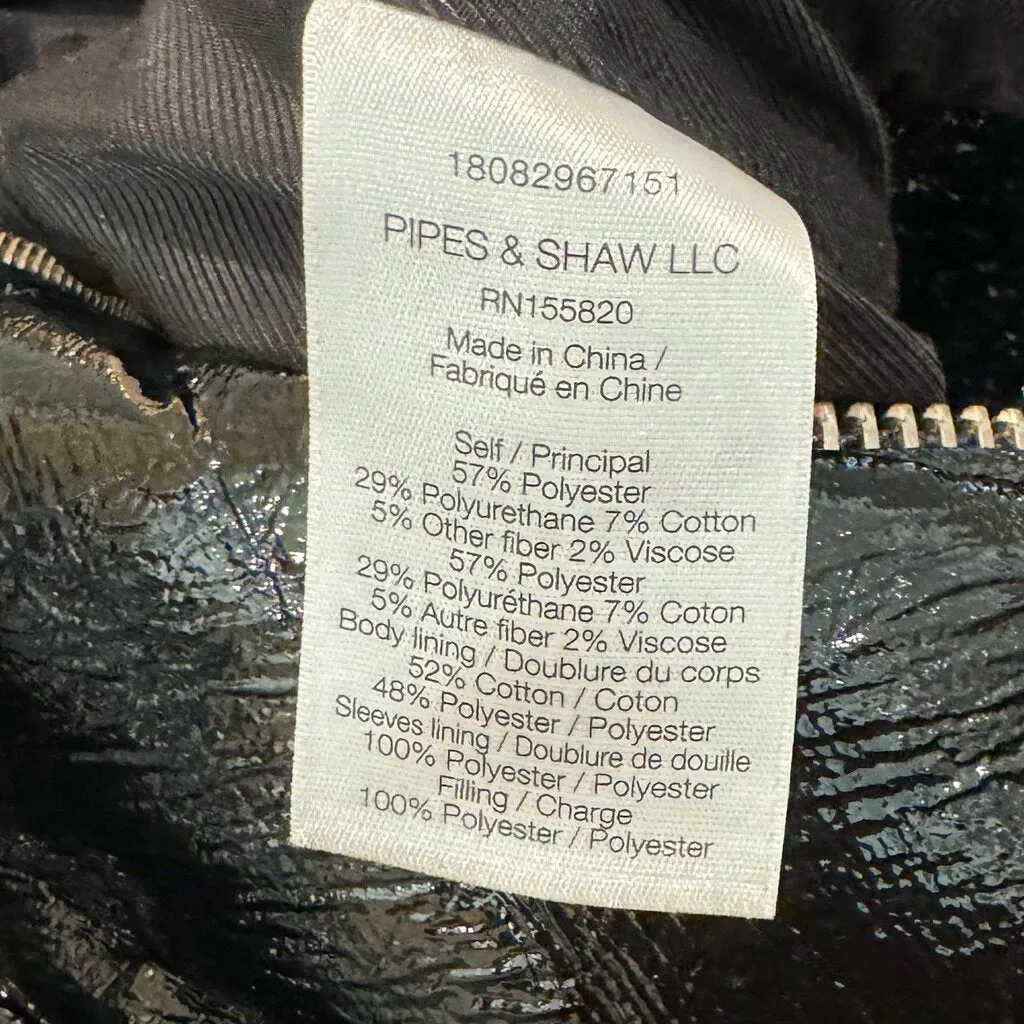 18082967151
PIPES & SHAW LLC
RN155820
Made in China /
Fabriqué en Chine
Self / Principal
57% Polyester
29% Polyurethane 7% Cotton
5% Other fiber 2% Viscose
57% Polyester
29% Polyuréthane 7% Coton
5% Autre fiber 2% Viscose
Body lining / Doublure du corps
52% Cotton / Coton
48% Polyester / Polyester
Sleeves lining / Doublure de douille
100% Polyester / Polyester
Filling / Charge
100% Polyester / Polyester